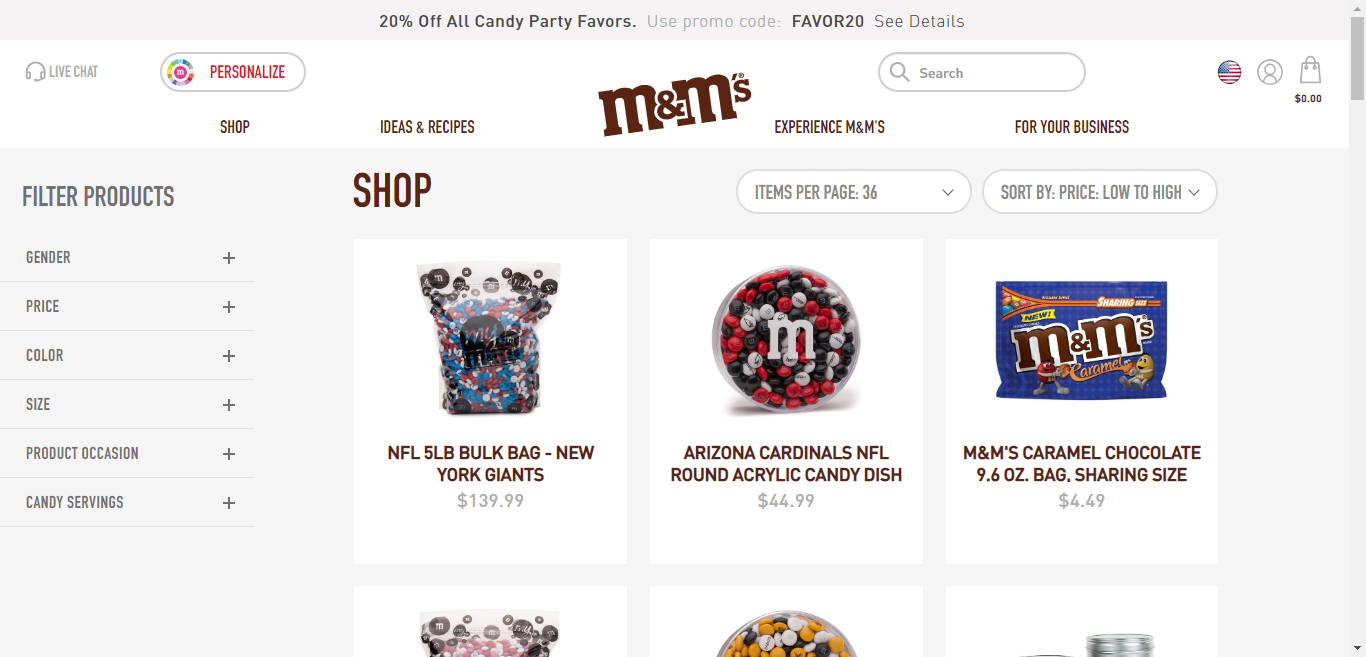 20% Off All Candy Party Favors. Use promo code: FAVOR20 See Details
LIVE CHAT
m
PERSONALIZE
m&m's®
Search
$0.00
SHOP
IDEAS & RECIPES
EXPERIENCE M&M'S
FOR YOUR BUSINESS
FILTER PRODUCTS
SHOP
ITEMS PER PAGE: 36
SORT BY: PRICE: LOW TO HIGH
GENDER
PRICE
COLOR
SIZE
PRODUCT OCCASION
CANDY SERVINGS
m
m
SHARING SIZE
NEW!
m&m's
Caramel
NFL 5LB BULK BAG - NEW
YORK GIANTS
$139.99
ARIZONA CARDINALS NFL
ROUND ACRYLIC CANDY DISH
$44.99
M&M'S CARAMEL CHOCOLATE
9.6 OZ. BAG, SHARING SIZE
$4.49